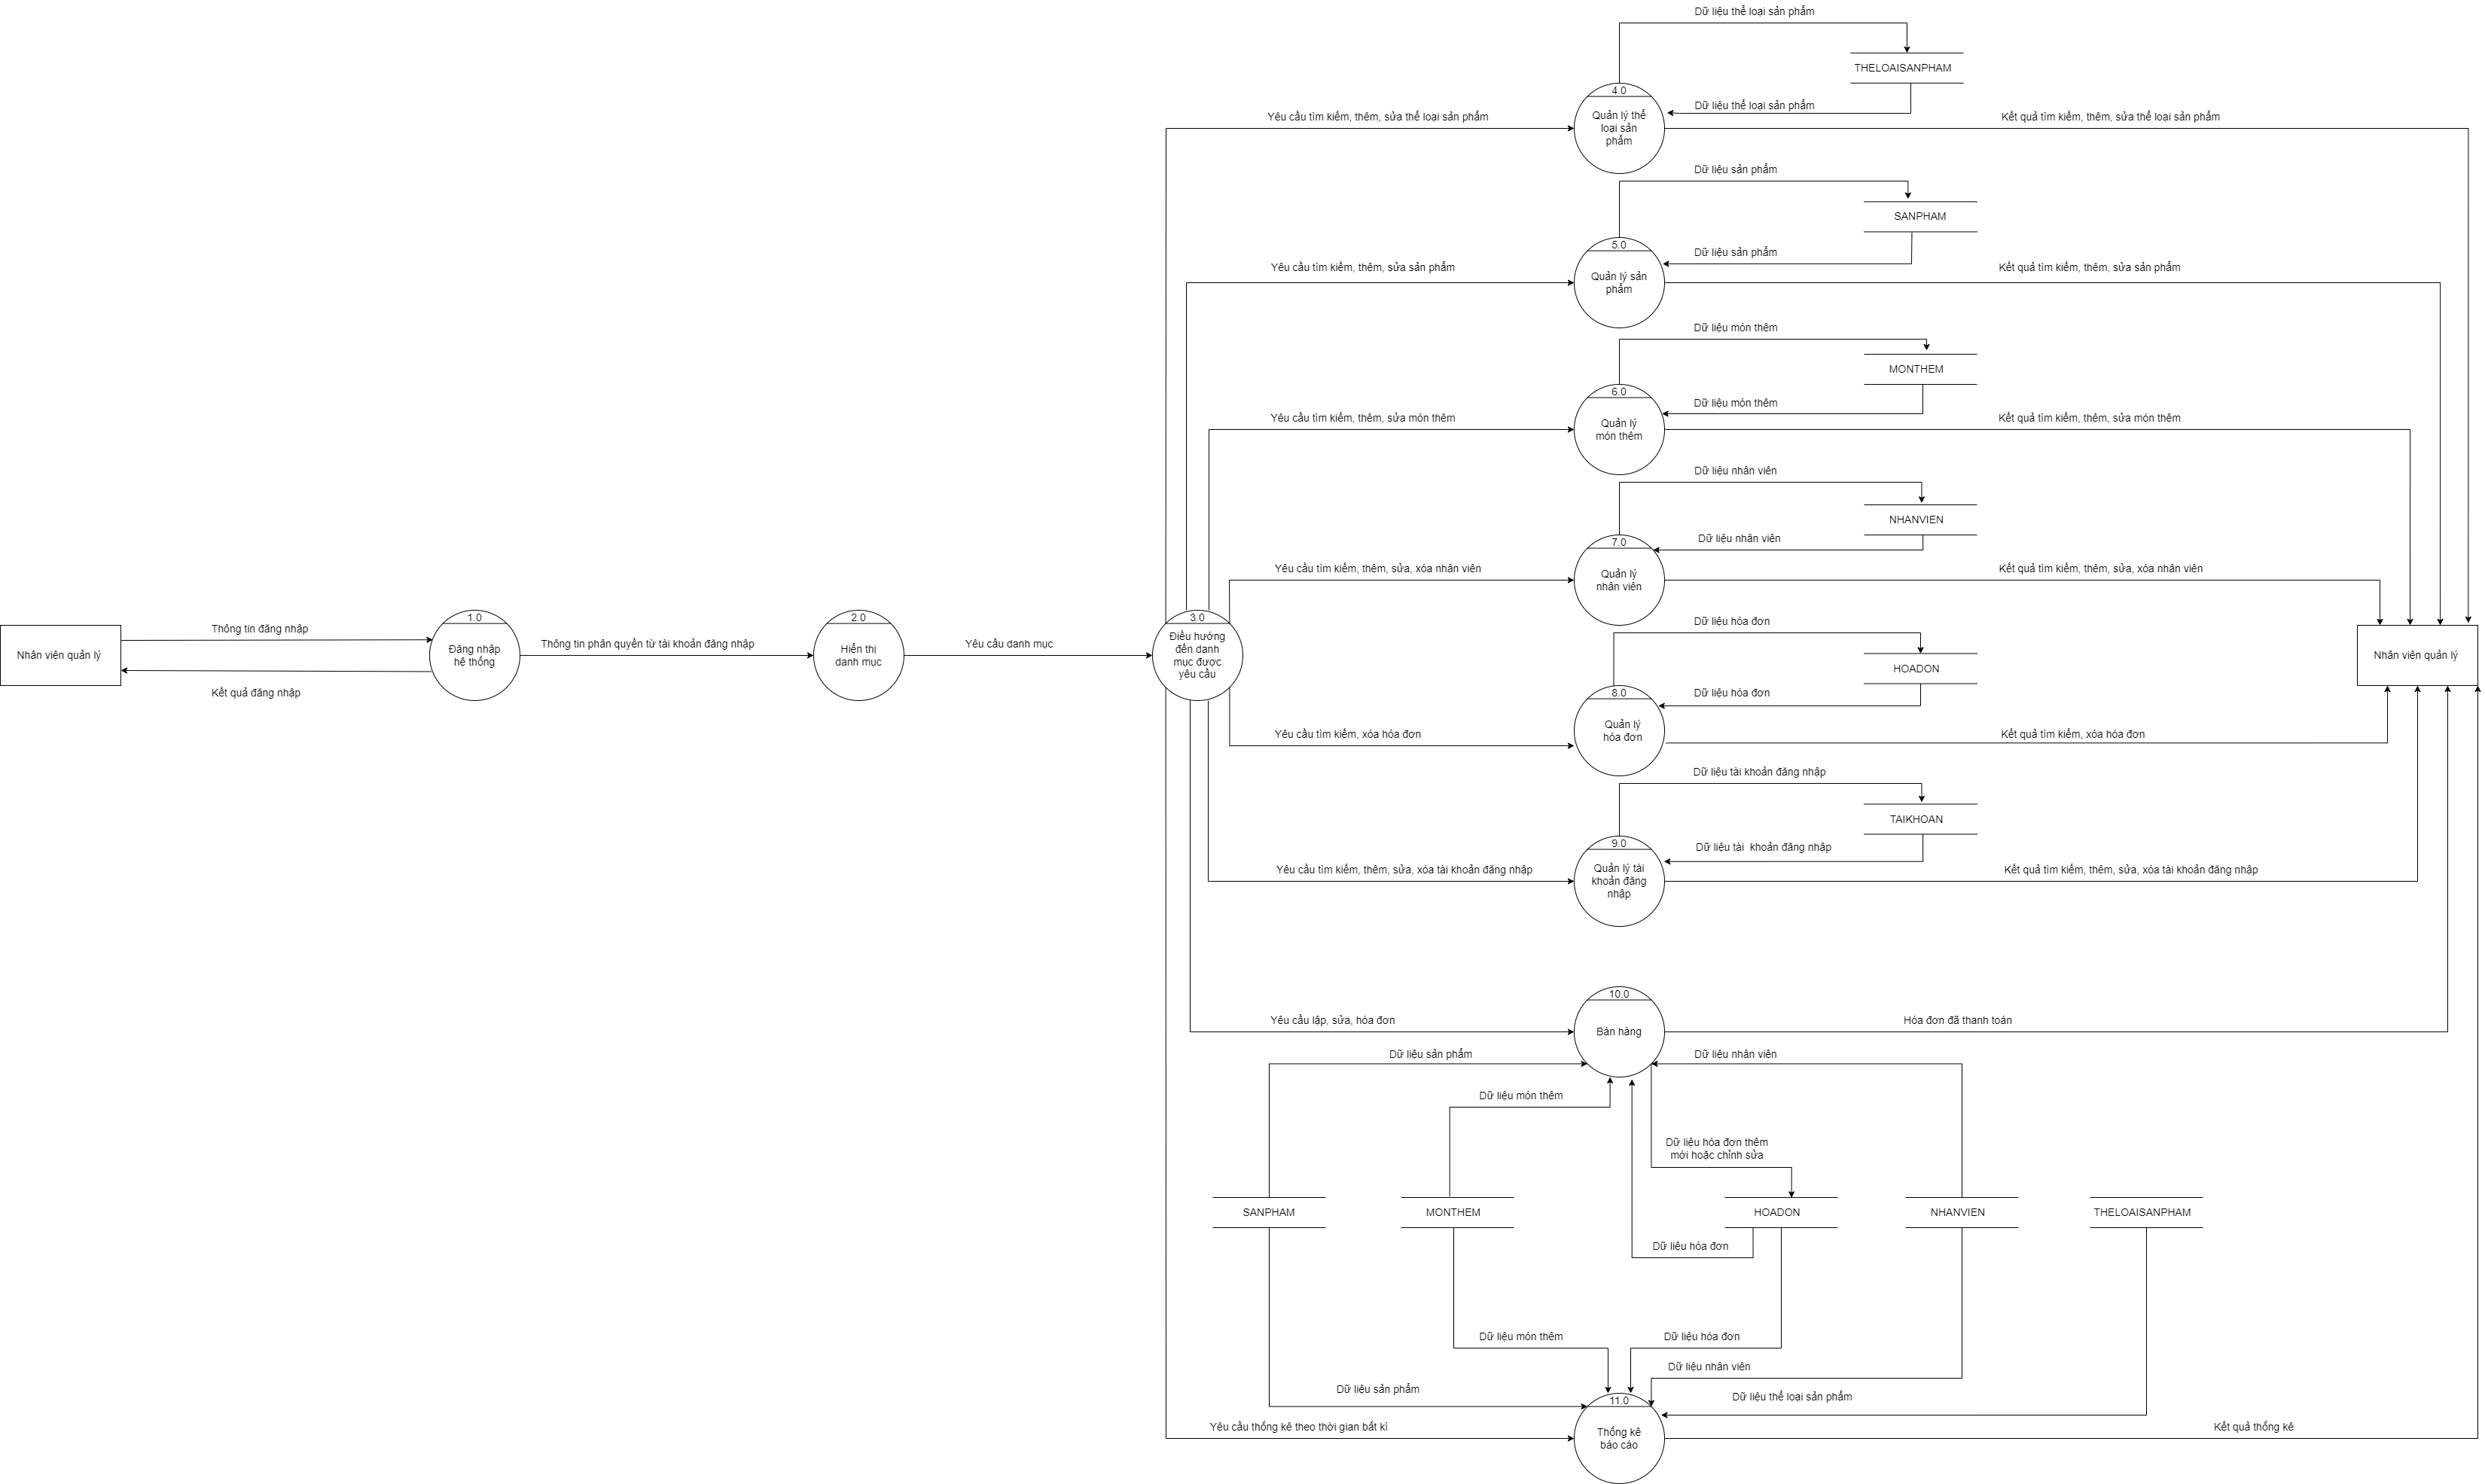 Dữ liệu thể loại sản phẩm
THELOAISANPHAM
4.0
Dữ liệu thể loại sản phẩm
Yêu cầu tìm kiếm, thêm, sửa thể loại sản phẩm
Quản lý thể
loại sản
phẩm
Kết quả tìm kiếm, thêm, sửa thể loại sản phẩm
Dữ liệu sản phẩm
SANPHAM
5.0
Dữ liệu sản phẩm
Yêu cầu tìm kiếm, thêm, sửa sản phẩm
Quản lý sản
phẩm
Kết quả tìm kiếm, thêm, sửa sản phẩm
Dữ liệu món thêm
MONTHEM
6.0
Dữ liệu món thêm
Yêu cầu tìm kiếm, thêm, sửa món thêm
Quản lý
món thêm
Kết quả tìm kiếm, thêm, sửa món thêm
Dữ liệu nhân viên
NHANVIEN
7.0
Dữ liệu nhân viên
Yêu cầu tìm kiếm, thêm, sửa, xóa nhân viên
Quản lý
nhân viên
Kết quả tìm kiếm, thêm, sửa, xóa nhân viên
Nhân viên quản lý
Thông tin đăng nhập
Kết quả đăng nhập
1.0
Đăng nhập
hệ thống
Thông tin phân quyền từ tài khoản đăng nhập
2.0
Hiển thị
danh mục
Yêu cầu danh mục
3.0
Điều hướng
đến danh
mục được
yêu cầu
Dữ liệu hóa đơn
HOADON
8.0
Dữ liệu hóa đơn
Yêu cầu tìm kiếm, xóa hóa đơn
Quản lý
hóa đơn
Kết quả tìm kiếm, xóa hóa đơn
Nhân viên quản lý
Dữ liệu tài khoản đăng nhập
TAIKHOAN
9.0
Dữ liệu tài  khoản đăng nhập
Yêu cầu tìm kiếm, thêm, sửa, xóa tài khoản đăng nhập
Quản lý tài
khoản đăng
nhập
Kết quả tìm kiếm, thêm, sửa, xóa tài khoản đăng nhập
10.0
Yêu cầu lập, sửa, hóa đơn
Bán hàng
Hóa đơn đã thanh toán
Dữ liệu sản phẩm
Dữ liệu nhân viên
Dữ liệu món thêm
Dữ liệu hóa đơn thêm
mới hoặc chỉnh sửa
SANPHAM
MONTHEM
HOADON
NHANVIEN
THELOAISANPHAM
Dữ liệu hóa đơn
Dữ liệu món thêm
Dữ liệu hóa đơn
Dữ liệu nhân viên
Dữ liệu sản phẩm
Dữ liệu thể loại sản phẩm
11.0
Yêu cầu thống kê theo thời gian bất kì
Thống kê
báo cáo
Kết quả thống kê